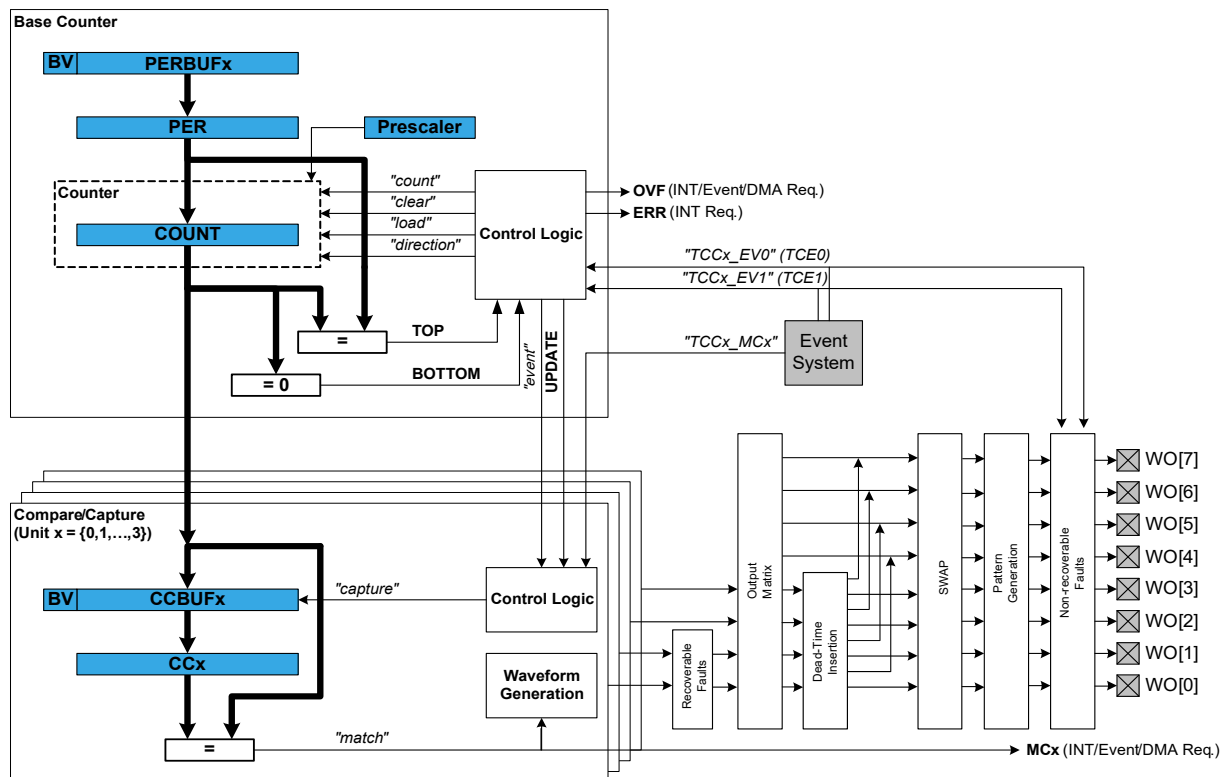 Base Counter
BV
PERBUFx
PER
Prescaler
Counter
COUNT
"count"
"clear"
"load"
"direction"
Control Logic
OVF (INT/Event/DMA Req.)
ERR (INT Req.)
"TCCx_EV0" (TCE0)
"TCCx_EV1" (TCE1)
"TCCx_MCx"
Event
System
=
TOP
= 0
BOTTOM
"event"
UPDATE
Compare/Capture
(Unit x = {0,1,…,3})
BV
CCBUFx
"capture"
Control Logic
CCx
Waveform
Generation
=
"match"
Recoverable
Faults
Output
Matrix
Dead-Time
Insertion
SWAP
Pattern
Generation
Non-recoverable
Faults
WO[7]
WO[6]
WO[5]
WO[4]
WO[3]
WO[2]
WO[1]
WO[0]
MCx (INT/Event/DMA Req.)